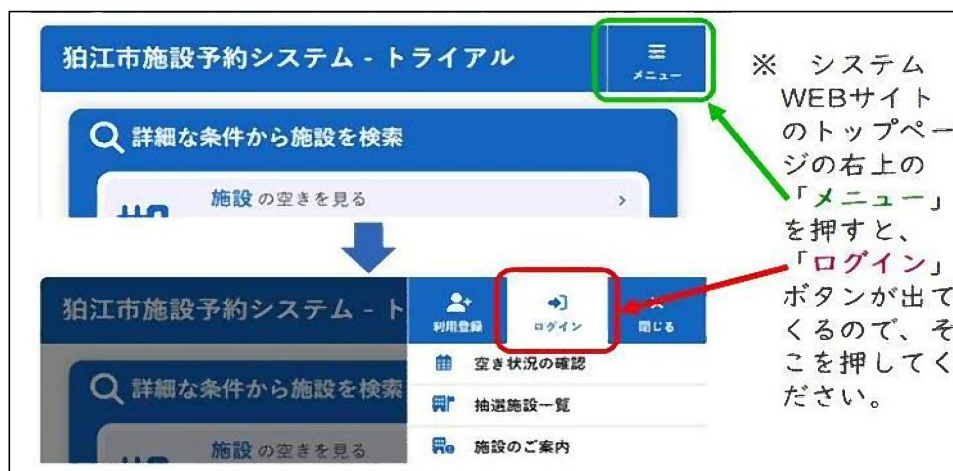 狛江市施設予約システム - トライアル
メニュー
詳細な条件から施設を検索
施設 の空きを見る
狛江市施設予約システム - ト
利用登録
ログイン
閉じる
空き状況の確認
抽選施設一覧
施設のご案内
詳細な条件から施設を検索
施設 の空きを見る
※ システム
WEBサイト
のトップペー
ジの右上の
「メニュー」
を押すと、
「ログイン」
ボタンが出て
くるので、そ
こを押してく
ださい。